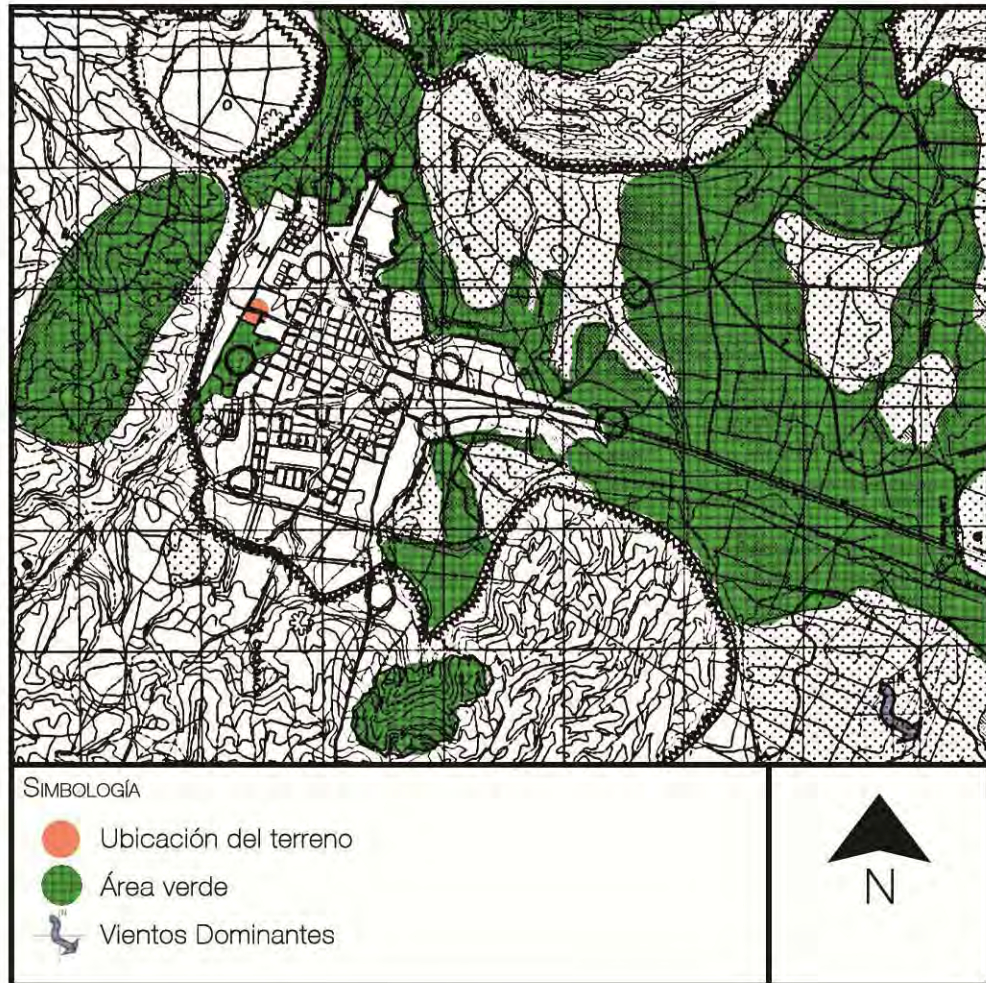 SIMBOLOGÍA
Ubicación del terreno
Área verde
Vientos Dominantes
N